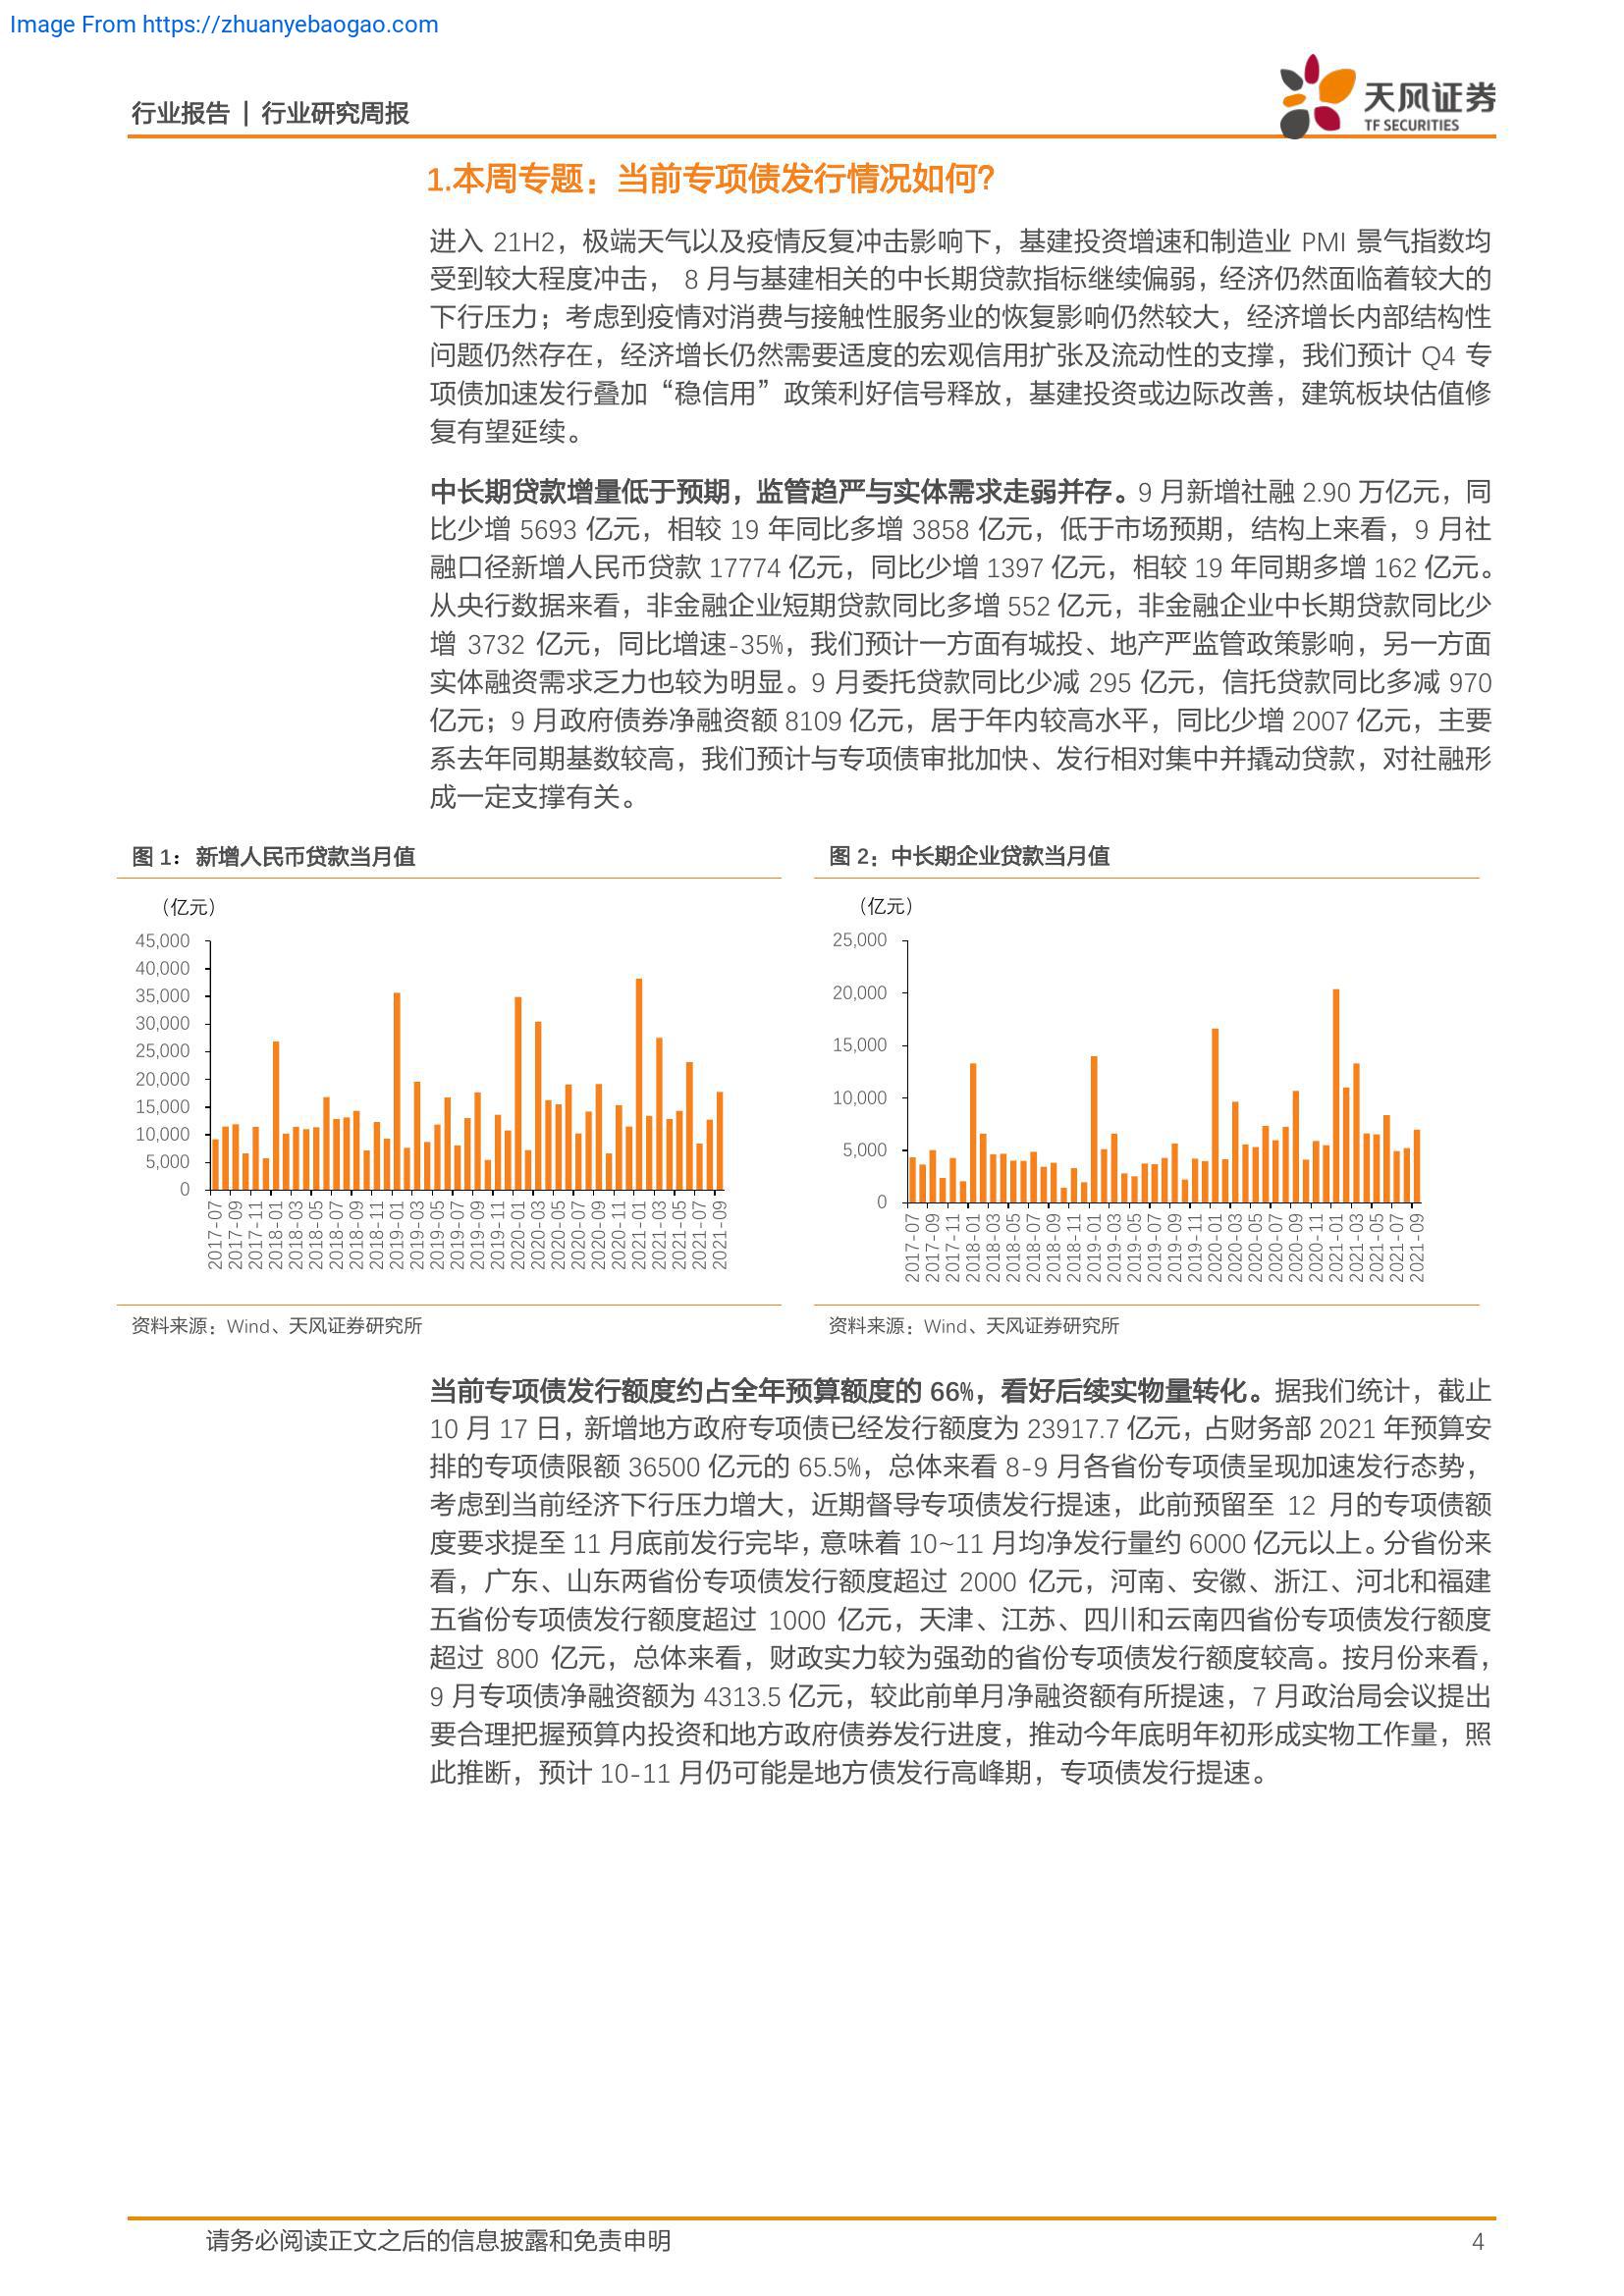 Image From https://zhuanyebaogao.com
行业报告 | 行业研究周报
天风证券
TF SECURITIES
1.本周专题：当前专项债发行情况如何？
进入 21H2，极端天气以及疫情反复冲击影响下，基建投资增速和制造业 PMI 景气指数均
受到较大程度冲击， 8 月与基建相关的中长期贷款指标继续偏弱，经济仍然面临着较大的
下行压力；考虑到疫情对消费与接触性服务业的恢复影响仍然较大，经济增长内部结构性
问题仍然存在，经济增长仍然需要适度的宏观信用扩张及流动性的支撑，我们预计 Q4 专
项债加速发行叠加“稳信用”政策利好信号释放，基建投资或边际改善，建筑板块估值修
复有望延续。
中长期贷款增量低于预期，监管趋严与实体需求走弱并存。9 月新增社融 2.90 万亿元，同
比少增 5693 亿元，相较 19 年同比多增 3858 亿元，低于市场预期，结构上来看，9 月社
融口径新增人民币贷款 17774 亿元，同比少增 1397 亿元，相较 19 年同期多增 162 亿元。
从央行数据来看，非金融企业短期贷款同比多增 552 亿元，非金融企业中长期贷款同比少
增 3732 亿元，同比增速-35%，我们预计一方面有城投、地产严监管政策影响，另一方面
实体融资需求乏力也较为明显。9 月委托贷款同比少减 295 亿元，信托贷款同比多减 970
亿元；9 月政府债券净融资额 8109 亿元，居于年内较高水平，同比少增 2007 亿元，主要
系去年同期基数较高，我们预计与专项债审批加快、发行相对集中并撬动贷款，对社融形
成一定支撑有关。
图 1：新增人民币贷款当月值
（亿元）
45,000
40,000
35,000
30,000
25,000
20,000
15,000
10,000
5,000
0
2017-07
2017-09
2017-11
2018-01
2018-03
2018-05
2018-07
2018-09
2018-11
2019-01
2019-03
2019-05
2019-07
2019-09
2019-11
2020-01
2020-03
2020-05
2020-07
2020-09
2020-11
2021-01
2021-03
2021-05
2021-07
2021-09
资料来源：Wind、天风证券研究所
图 2：中长期企业贷款当月值
（亿元）
25,000
20,000
15,000
10,000
5,000
0
2017-07
2017-09
2017-11
2018-01
2018-03
2018-05
2018-07
2018-09
2018-11
2019-01
2019-03
2019-05
2019-07
2019-09
2019-11
2020-01
2020-03
2020-05
2020-07
2020-09
2020-11
2021-01
2021-03
2021-05
2021-07
2021-09
资料来源：Wind、天风证券研究所
当前专项债发行额度约占全年预算额度的 66%，看好后续实物量转化。据我们统计，截止
10 月 17 日，新增地方政府专项债已经发行额度为 23917.7 亿元，占财务部 2021 年预算安
排的专项债限额 36500 亿元的 65.5%，总体来看 8-9 月各省份专项债呈现加速发行态势，
考虑到当前经济下行压力增大，近期督导专项债发行提速，此前预留至 12 月的专项债额
度要求提至 11 月底前发行完毕，意味着 10~11 月均净发行量约 6000 亿元以上。分省份来
看，广东、山东两省份专项债发行额度超过 2000 亿元，河南、安徽、浙江、河北和福建
五省份专项债发行额度超过 1000 亿元，天津、江苏、四川和云南四省份专项债发行额度
超过 800 亿元，总体来看，财政实力较为强劲的省份专项债发行额度较高。按月份来看，
9 月专项债净融资额为 4313.5 亿元，较此前单月净融资额有所提速，7 月政治局会议提出
要合理把握预算内投资和地方政府债券发行进度，推动今年底明年初形成实物工作量，照
此推断，预计 10-11 月仍可能是地方债发行高峰期，专项债发行提速。
请务必阅读正文之后的信息披露和免责申明
4